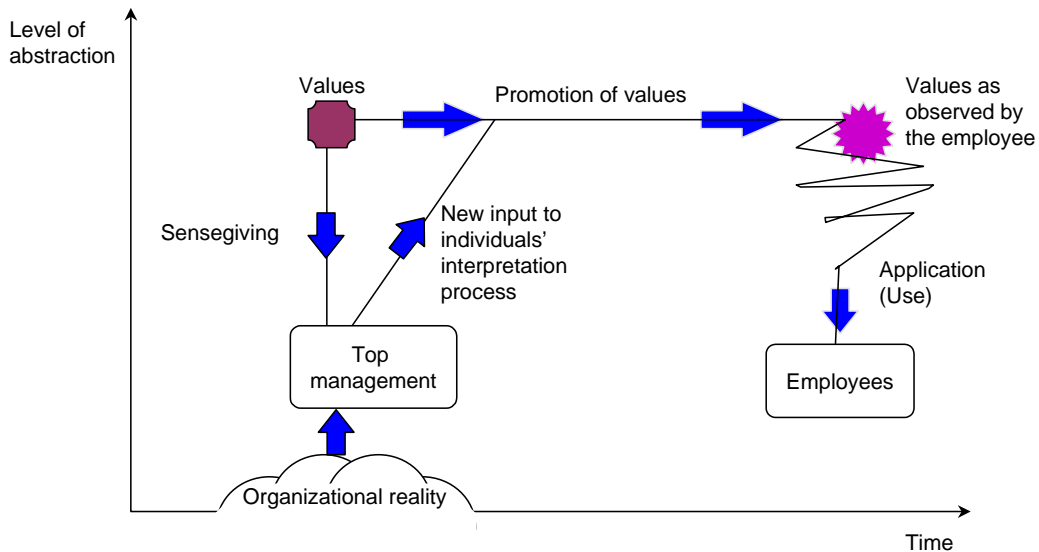 Level of
abstraction
Values
Promotion of values
Values as
observed by
the employee
Sensegiving
New input to
individuals'
interpretation
process
Application
(Use)
Top
management
Employees
Organizational reality
Time